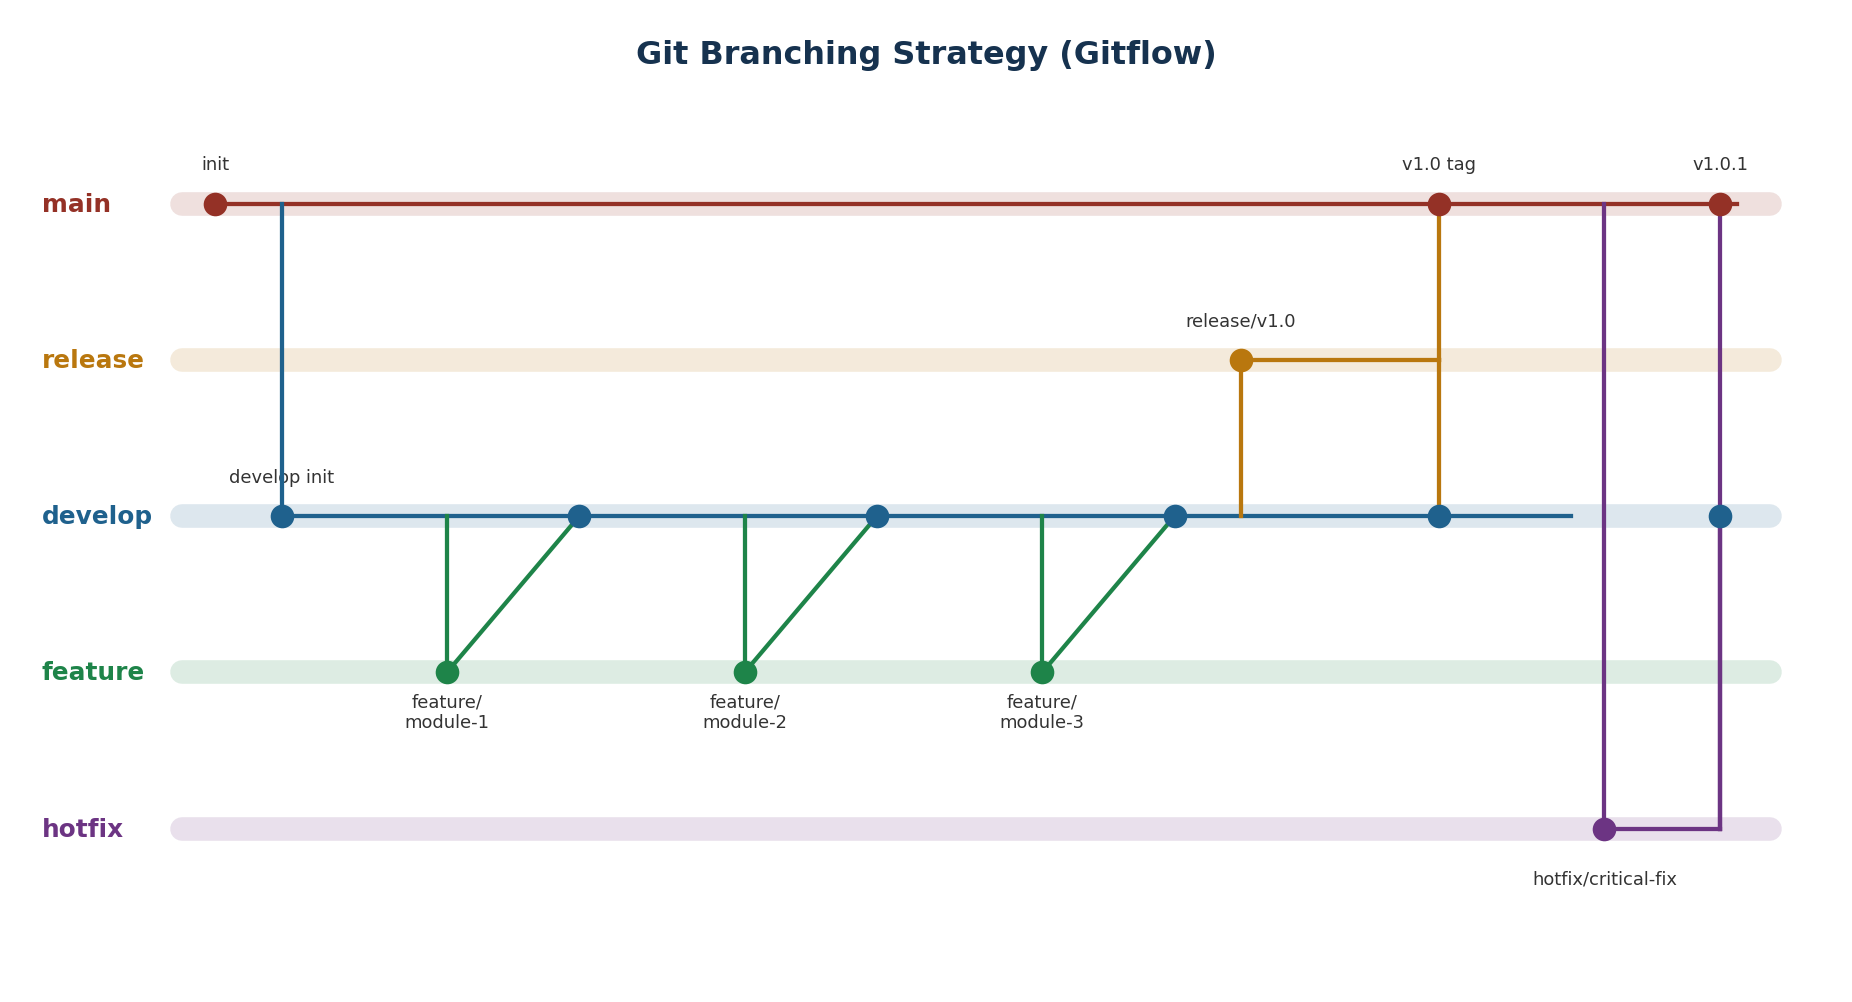 Git Branching Strategy (Gitflow)
init
v1.0 tag
v1.0.1
main
release/v1.0
release
develop init
develop
feature
feature/
module-1
feature/
module-2
feature/
module-3
hotfix
hotfix/critical-fix